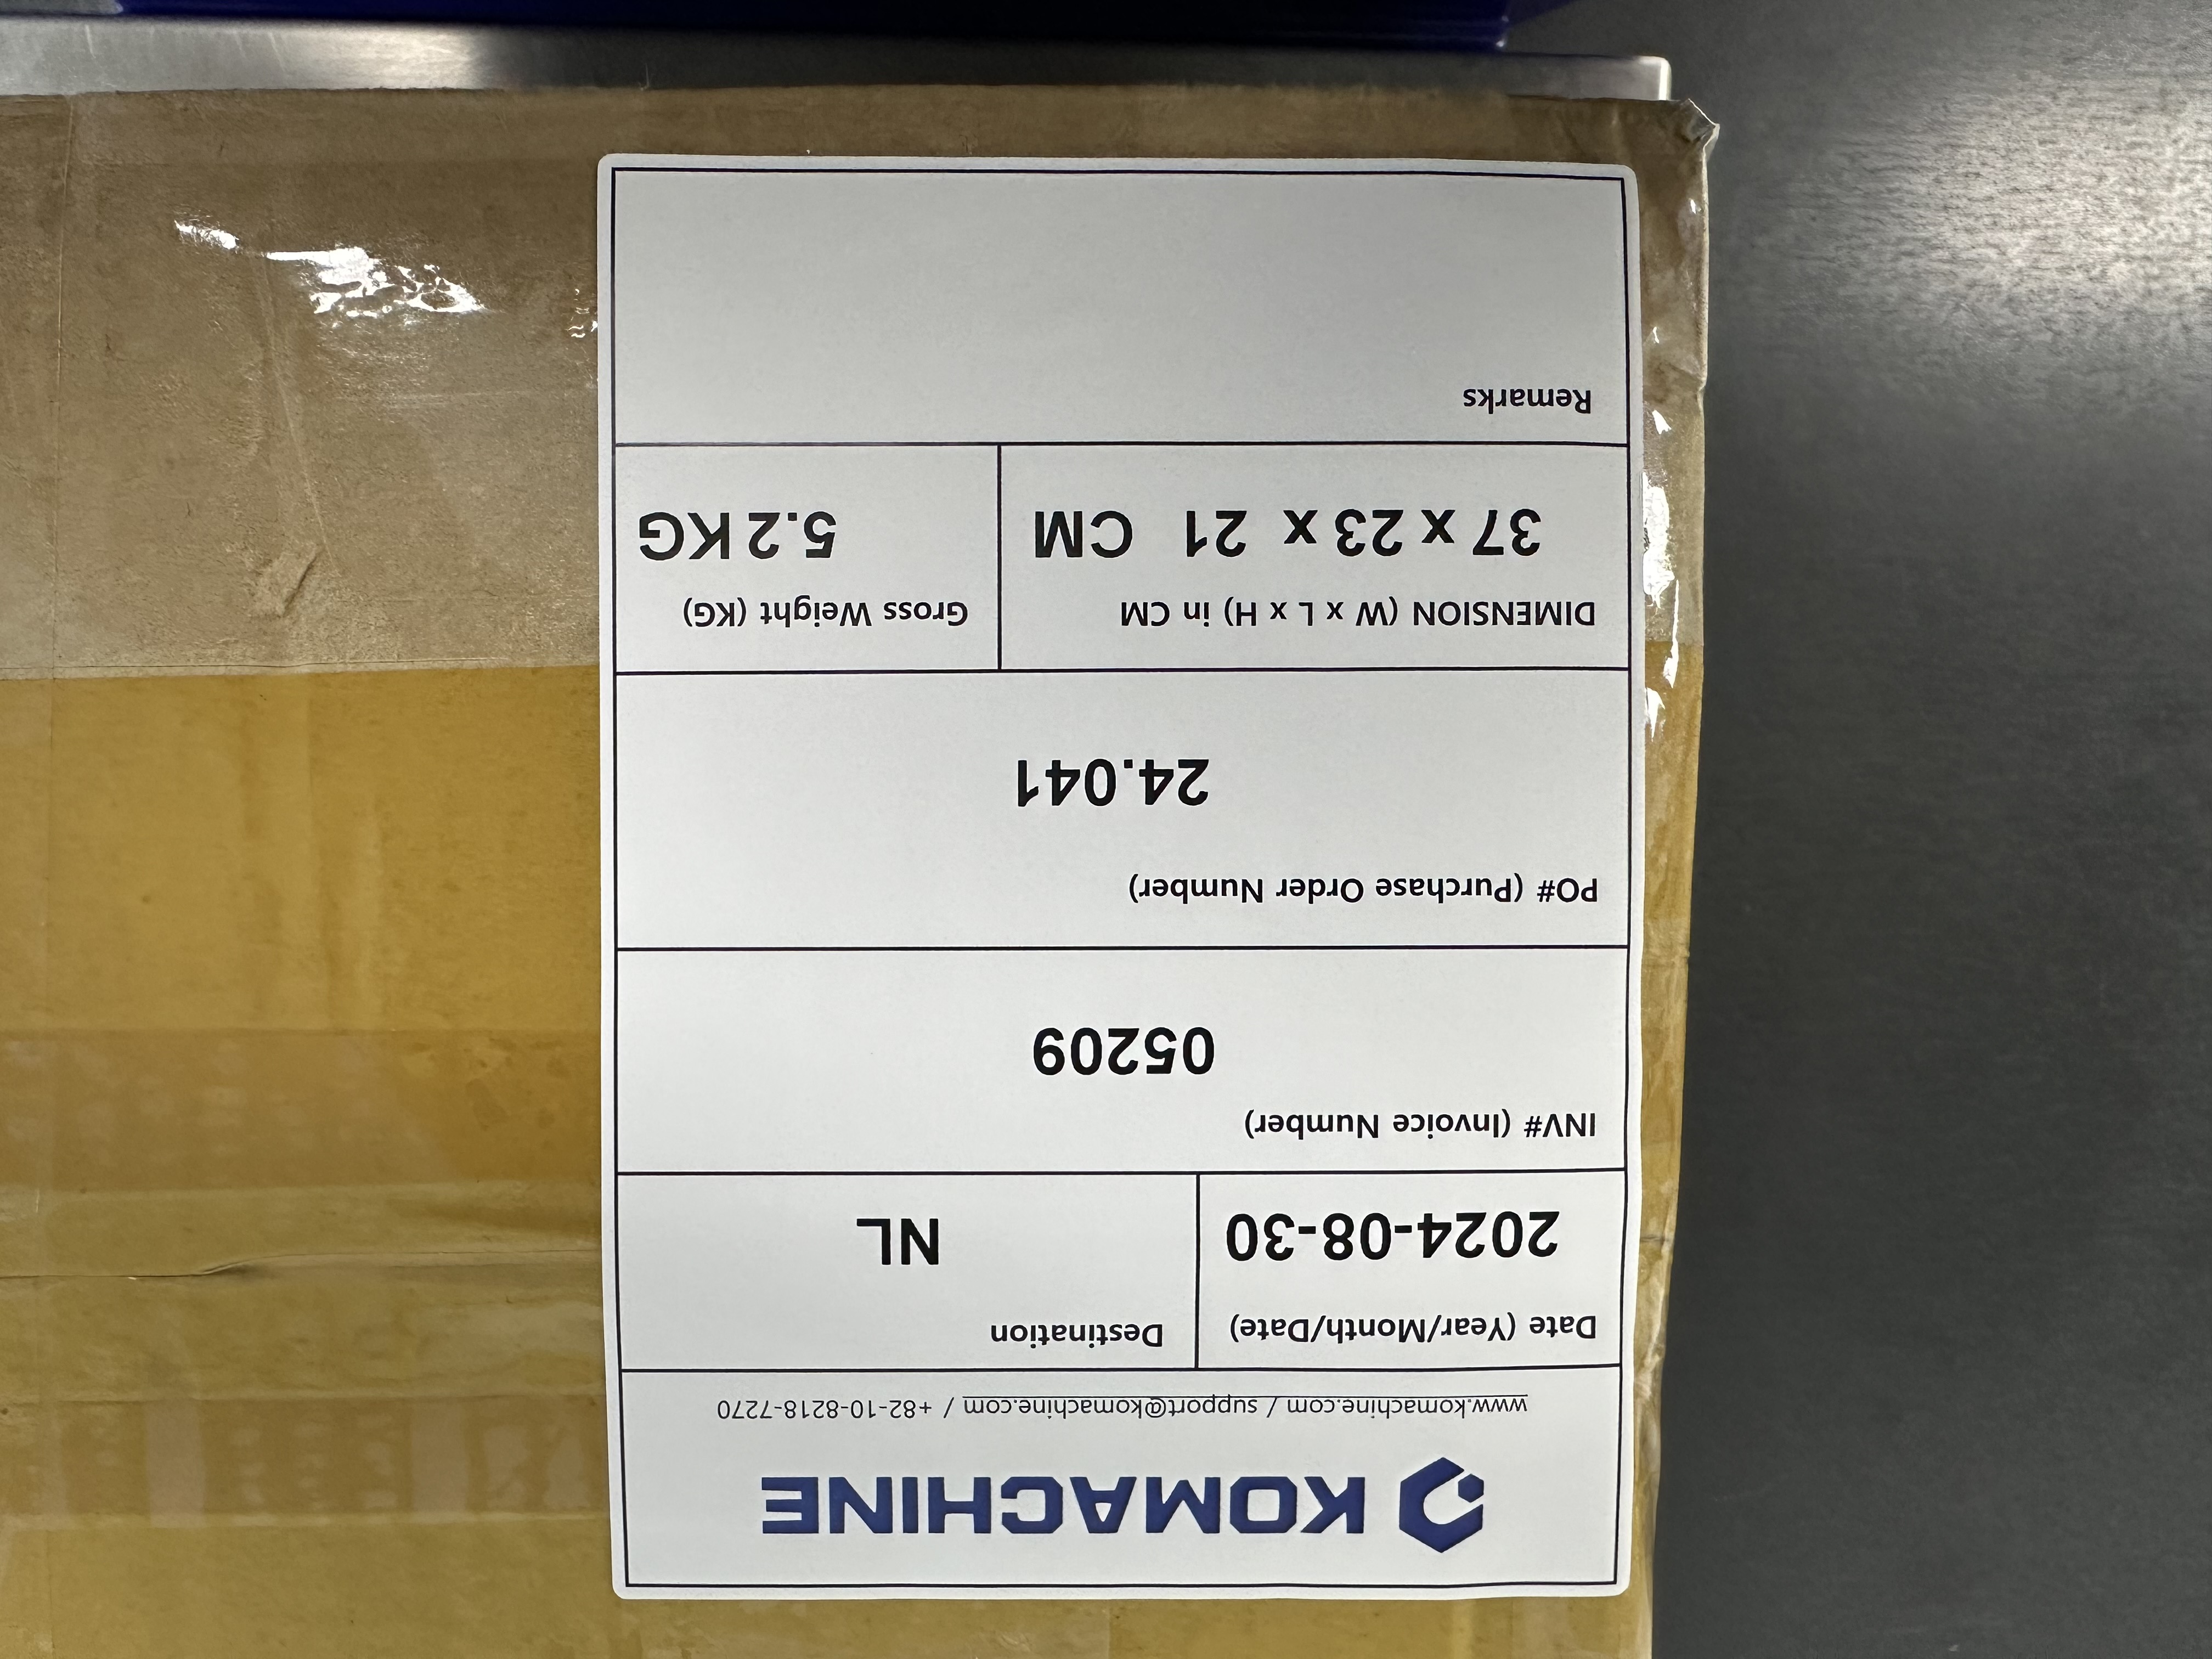 KOMACHINE
www.komachine.com / support@komachine.com / +82-10-8218-7270
Date (Year/Month/Date)
2024-08-30
Destination
NL
INV# (Invoice Number)
05209
PO# (Purchase Order Number)
24.041
DIMENSION (W x L x H) in CM
37 x 23 x 21 CM
Gross Weight (KG)
5.2 KG
Remarks